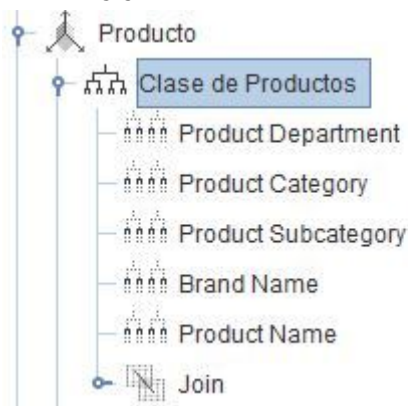 Producto
Clase de Productos
Product Department
Product Category
Product Subcategory
Brand Name
Product Name
Join